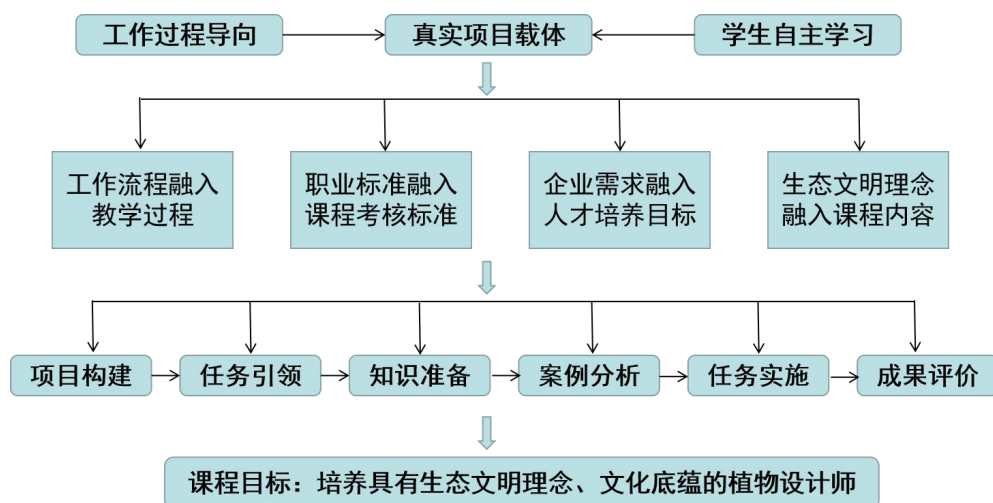 工作过程导向
真实项目载体
学生自主学习
工作流程融入
教学过程
职业标准融入
课程考核标准
企业需求融入
人才培养目标
生态文明理念
融入课程内容
项目构建
任务引领
知识准备
案例分析
任务实施
成果评价
课程目标：培养具有生态文明理念、文化底蕴的植物设计师